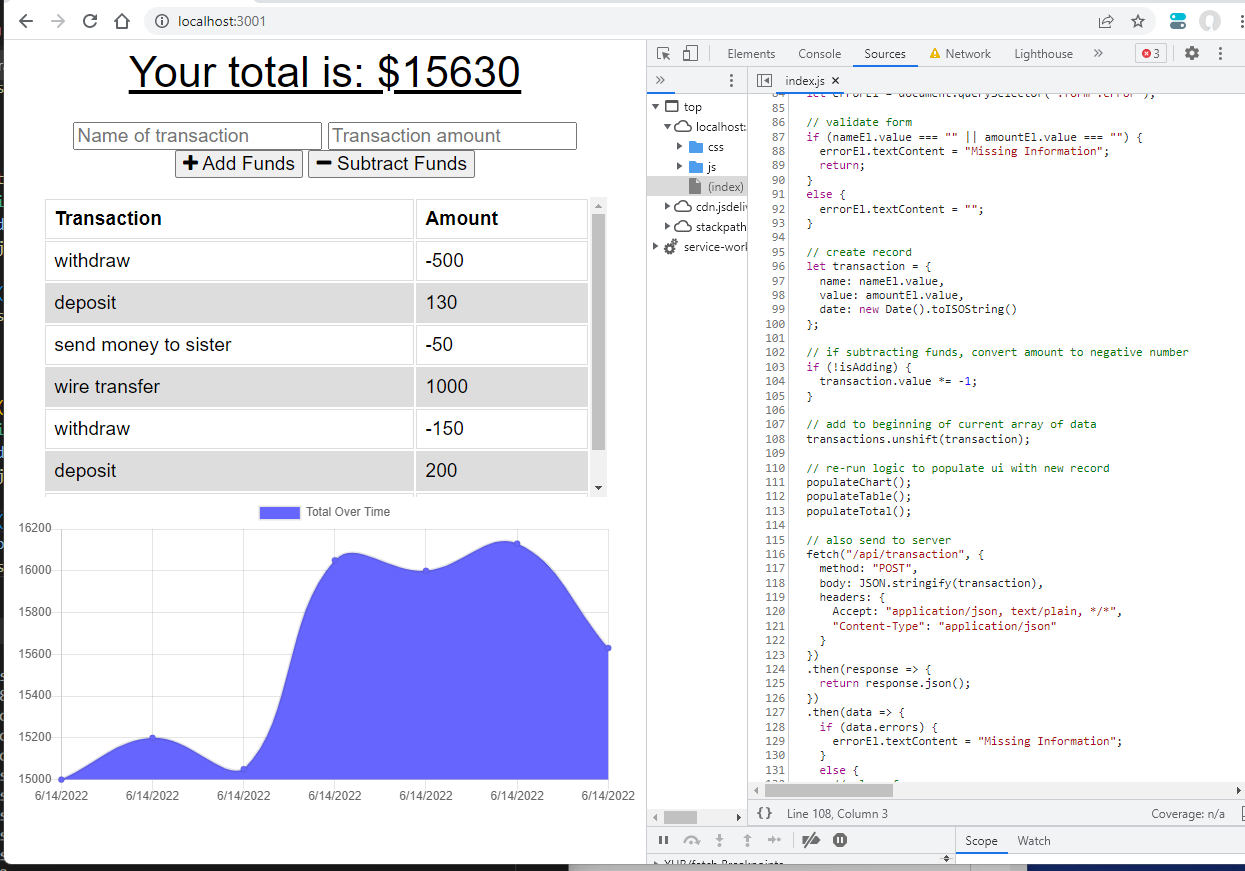 localhost:3001
Your total is: $15630
Name of transaction Transaction amount
Add Funds Subtract Funds
Transaction Amount
withdraw -500
deposit 130
send money to sister -50
wire transfer 1000
withdraw -150
deposit 200
Total Over Time
16200
16000
15800
15600
15400
15200
15000
6/14/2022 6/14/2022 6/14/2022 6/14/2022 6/14/2022 6/14/2022 6/14/2022
Elements Console Sources Network Lighthouse » 3
» index.js ×
top
localhost:
css
js
(index)
cdn.jsdeli
stackpath
service-worl
84 let errorEl = document.querySelector(".form .error");
85
86 // validate form
87 if (nameEl.value === "" || amountEl.value === "") {
88 errorEl.textContent = "Missing Information";
89 return;
90 }
91 else {
92 errorEl.textContent = "";
93 }
94
95 // create record
96 let transaction = {
97 name: nameEl.value,
98 value: amountEl.value,
99 date: new Date().toISOString()
100 };
101
102 // if subtracting funds, convert amount to negative number
103 if (!isAdding) {
104 transaction.value *= -1;
105 }
106
107 // add to beginning of current array of data
108 transactions.unshift(transaction);
109
110 // re-run logic to populate ui with new record
111 populateChart();
112 populateTable();
113 populateTotal();
114
115 // also send to server
116 fetch("/api/transaction", {
117 method: "POST",
118 body: JSON.stringify(transaction),
119 headers: {
120 Accept: "application/json, text/plain, */*",
121 "Content-Type": "application/json"
122 }
123 })
124 .then(response => {
125 return response.json();
126 })
127 .then(data => {
128 if (data.errors) {
129 errorEl.textContent = "Missing Information";
130 }
131 else {
{} Line 108, Column 3 Coverage: n/a
Scope Watch
XHR/fetch Breakpoints